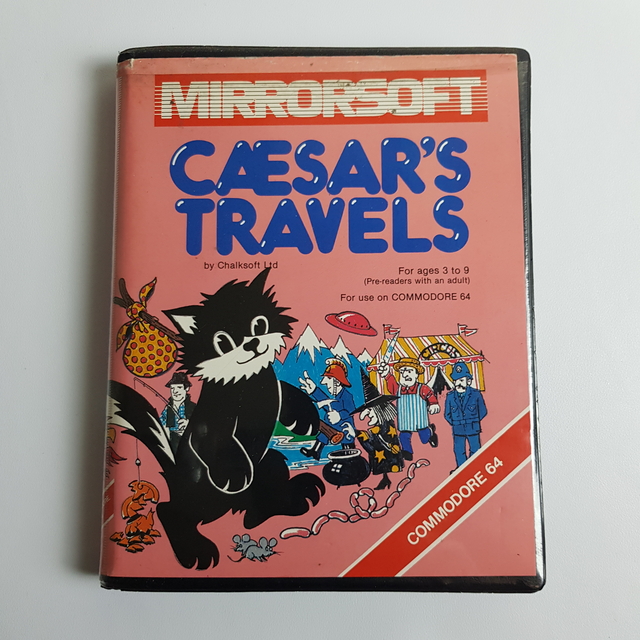 MIRRORSOFT
CÆSAR'S
TRAVELS
by Chalksoft Ltd
For ages 3 to 9
(Pre-readers with an adult)
For use on COMMODORE 64
CIRCUS
COMMODORE 64